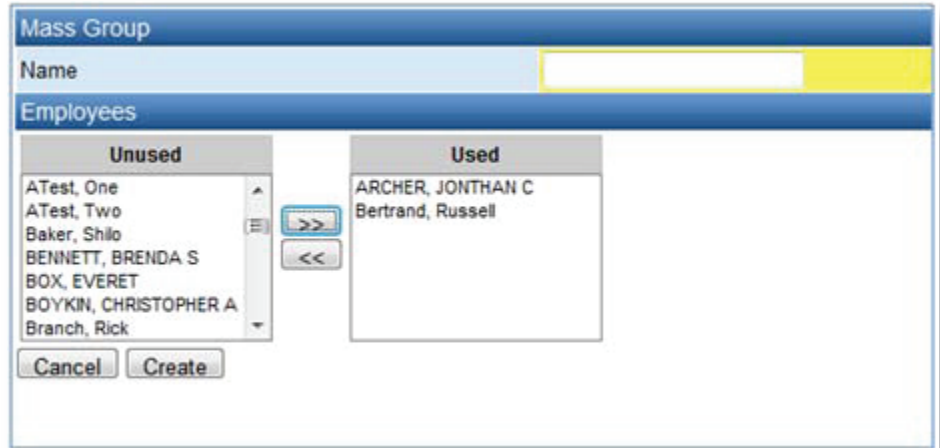 Mass Group
Name
Employees
Unused
Used
ATest, One
ATest, Two
Baker, Shilo
BENNETT, BRENDA S
BOX, EVERET
BOYKIN, CHRISTOPHER A
Branch, Rick
>>
<<
ARCHER, JONTHAN C
Bertrand, Russell
Cancel Create